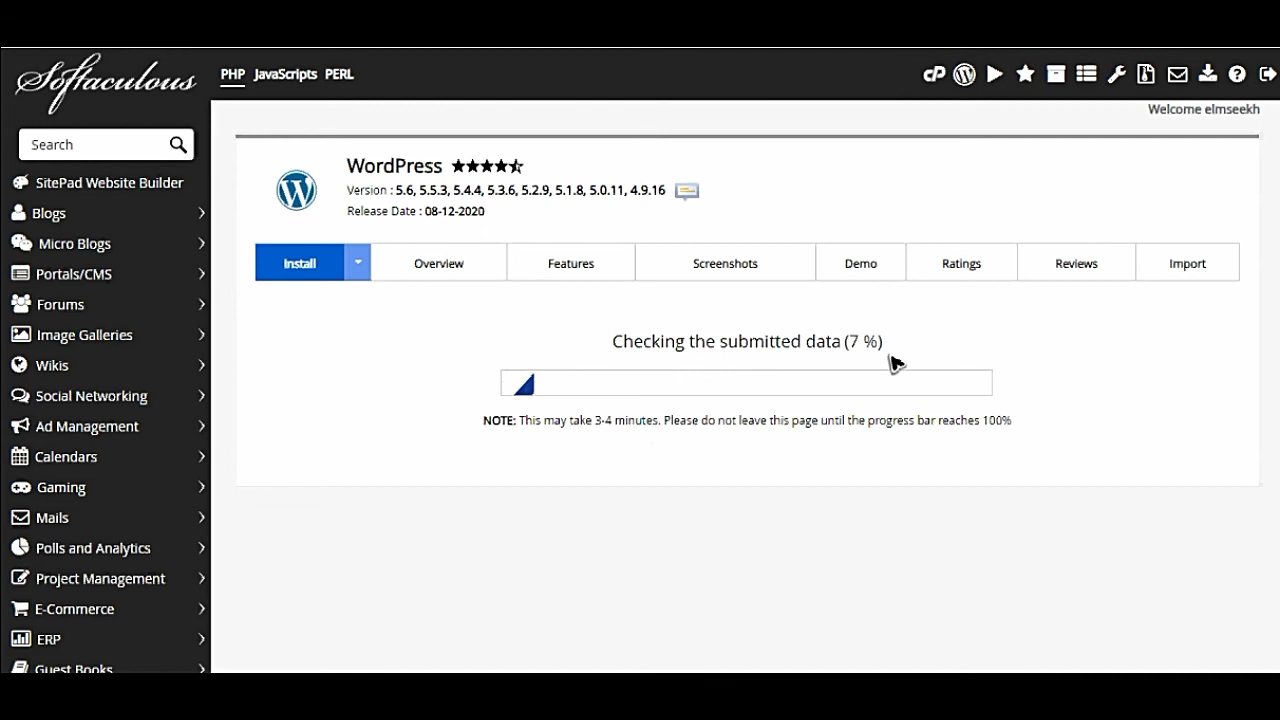 Softaculous
PHP JavaScripts PERL
cP
Welcome elmseekh
Search
SitePad Website Builder
Blogs
Micro Blogs
Portals/CMS
Forums
Image Galleries
Wikis
Social Networking
Ad Management
Calendars
Gaming
Mails
Polls and Analytics
Project Management
E-Commerce
ERP
Guest Books
WordPress
Version : 5.6, 5.5.3, 5.4.4, 5.3.6, 5.2.9, 5.1.8, 5.0.11, 4.9.16
Release Date : 08-12-2020
Install Overview Features Screenshots Demo Ratings Reviews Import
Checking the submitted data (7 %)
NOTE: This may take 3-4 minutes. Please do not leave this page until the progress bar reaches 100%